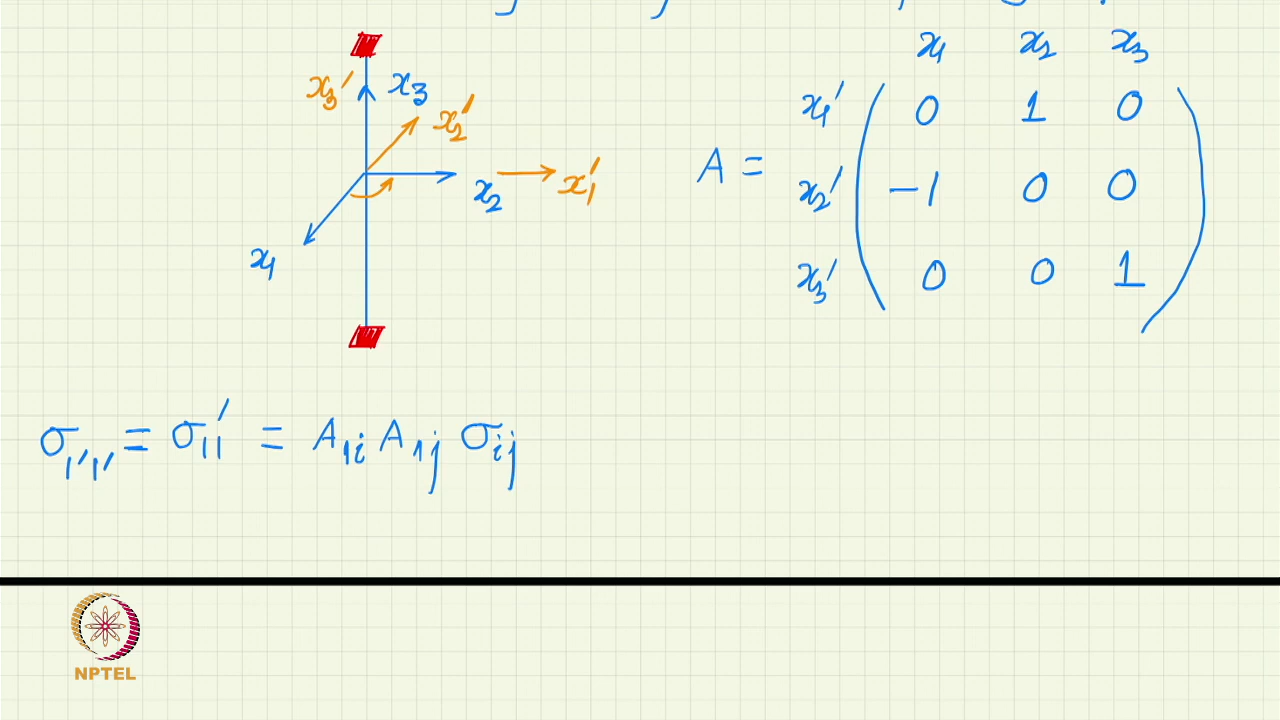 x₁ x₂ x₃
x₃' x₃ x₂'
x₂ x₁'
x₁
A =
x₁' ( 0 1 0 )
x₂' ( -1 0 0 )
x₃' ( 0 0 1 )
σ₁'₁' = σ₁₁' = A₁ᵢ A₁ⱼ σᵢⱼ
NPTEL